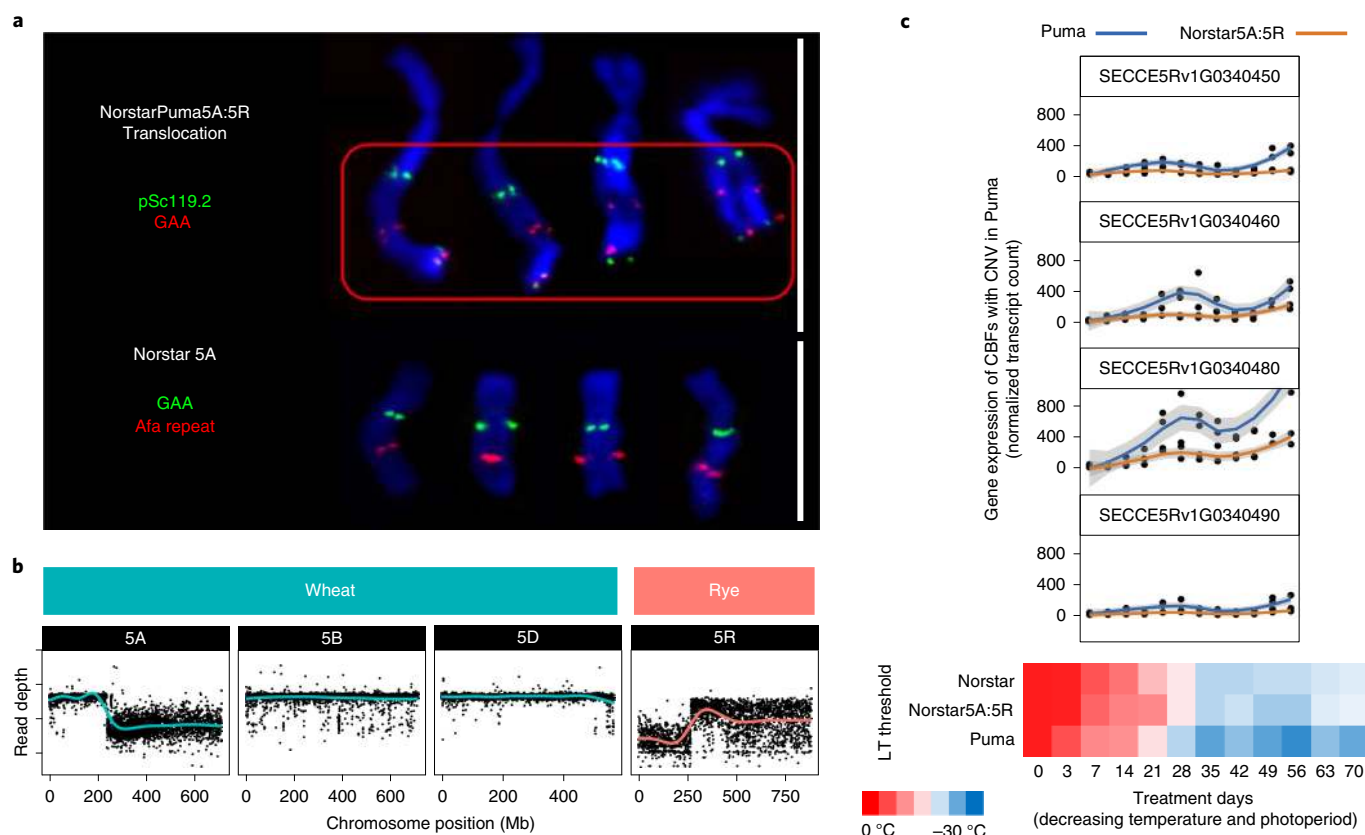 a
NorstarPuma5A:5R
Translocation
pSc119.2
GAA
Norstar 5A
GAA
Afa repeat
b
Wheat
Rye
5A
5B
5D
5R
Read depth
0 200 400 600
0 200 400 600
0 200 400 600
0 250 500 750
Chromosome position (Mb)
c
Puma
Norstar5A:5R
Gene expression of CBFs with CNV in Puma
(normalized transcript count)
SECCE5Rv1G0340450
800
400
0
SECCE5Rv1G0340460
800
400
0
SECCE5Rv1G0340480
800
400
0
SECCE5Rv1G0340490
800
400
0
LT threshold
Norstar
Norstar5A:5R
Puma
0 3 7 14 21 28 35 42 49 56 63 70
Treatment days
(decreasing temperature and photoperiod)
0 °C
–30 °C